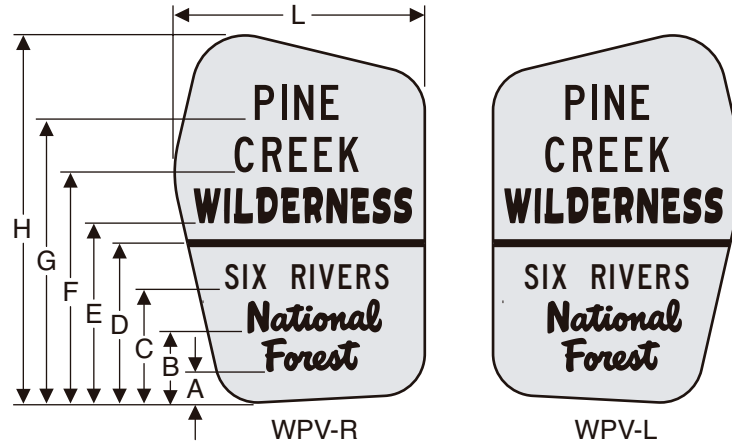 L
H
G
F
E
D
C
B
A
PINE
CREEK
WILDERNESS
SIX RIVERS
National
Forest
WPV-R
PINE
CREEK
WILDERNESS
SIX RIVERS
National
Forest
WPV-L